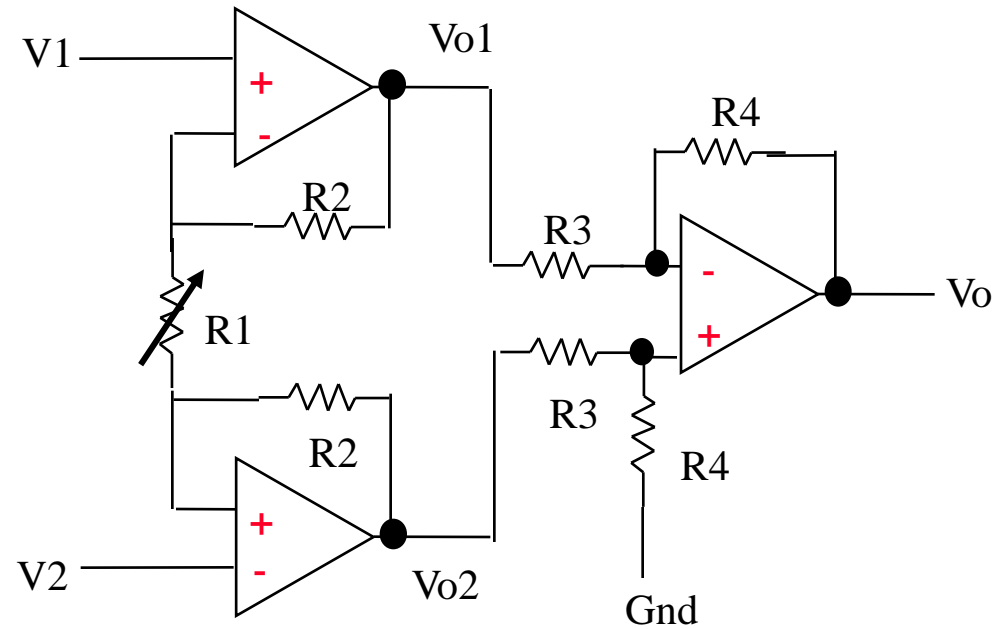 Vo1
V1
+
-
R4
R2
R3
-
Vo
+
R1
R3
R2
R4
+
-
V2
Vo2
Gnd